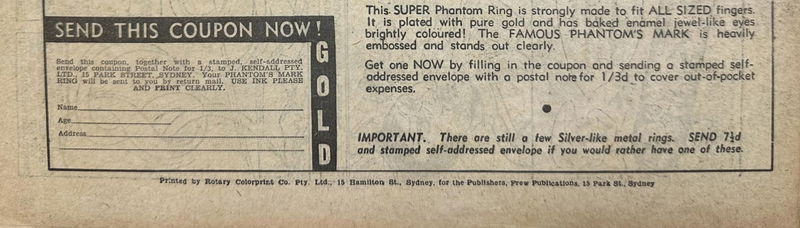 SEND THIS COUPON NOW!
Send this coupon, together with a stamped, self-addressed
envelope containing Postal Note for 1/3, to J. KENDALL PTY.
LTD., 15 PARK STREET, SYDNEY. Your PHANTOM'S MARK
RING will be sent to you by return mail. USE INK PLEASE
AND PRINT CLEARLY.
Name
Age
Address
GOLD
This SUPER Phantom Ring is strongly made to fit ALL SIZED fingers.
It is plated with pure gold and has baked enamel jewel-like eyes
brightly coloured! The FAMOUS PHANTOM'S MARK is heavily
embossed and stands out clearly.
Get one NOW by filling in the coupon and sending a stamped self-
addressed envelope with a postal note for 1/3d to cover out-of-pocket
expenses.
IMPORTANT. There are still a few Silver-like metal rings. SEND 7½d
and stamped self-addressed envelope if you would rather have one of these.
Printed by Rotary Colorprint Co. Pty. Ltd., 15 Hamilton St., Sydney, for the Publishers, Frew Publications, 15 Park St., Sydney